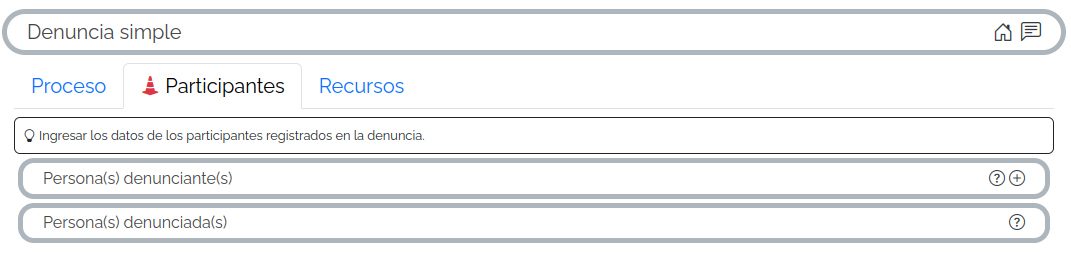 Denuncia simple
Proceso Participantes Recursos
Ingresar los datos de los participantes registrados en la denuncia.
Persona(s) denunciante(s)
Persona(s) denunciada(s)